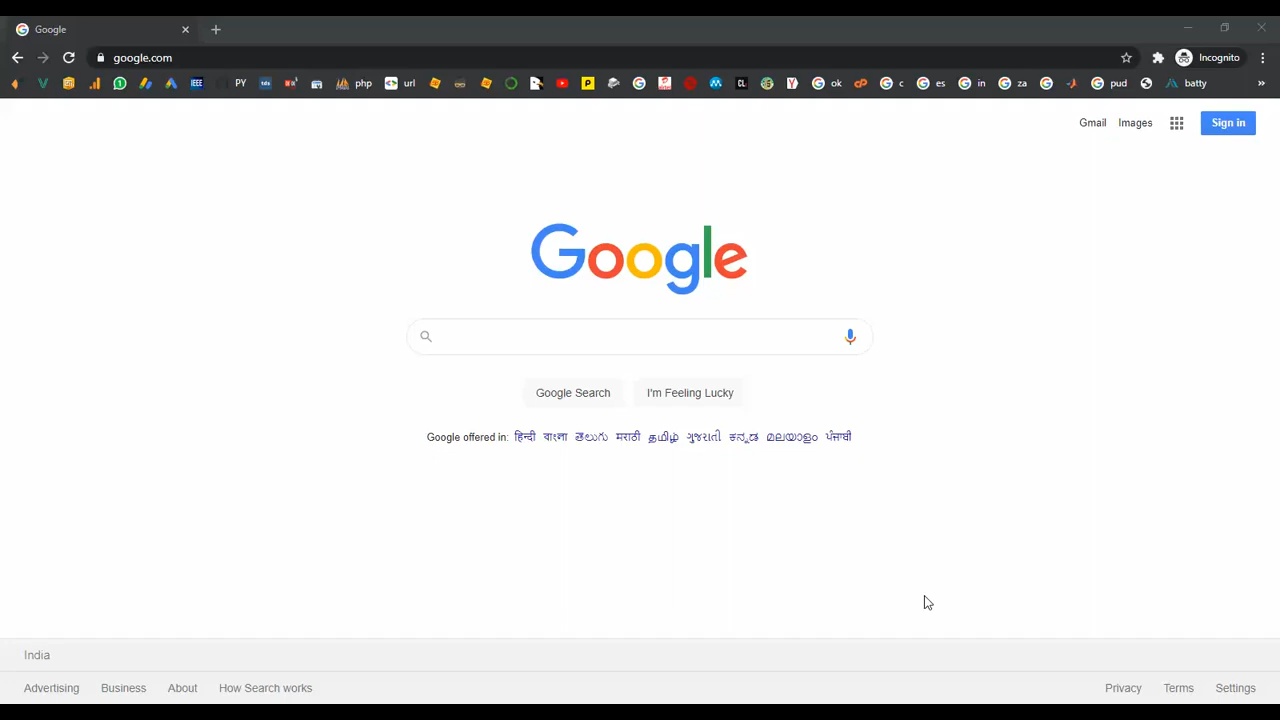 Google
google.com
Incognito
PY php url ok c es in za pud batty »
Gmail Images Sign in
Google
Google Search I'm Feeling Lucky
Google offered in: हिन्दी বাংলা తెలుగు मराठी தமிழ் ગુજરાતી ಕನ್ನಡ മലയാളം ਪੰਜਾਬੀ
India
Advertising Business About How Search works Privacy Terms Settings